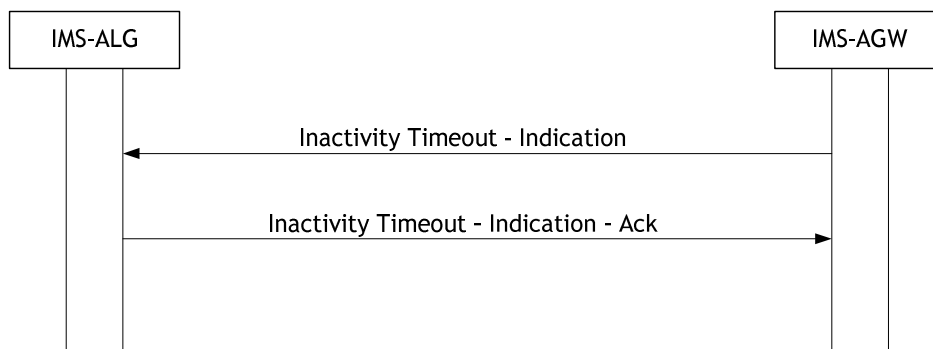 IMS-ALG
IMS-AGW
Inactivity Timeout - Indication
Inactivity Timeout – Indication - Ack